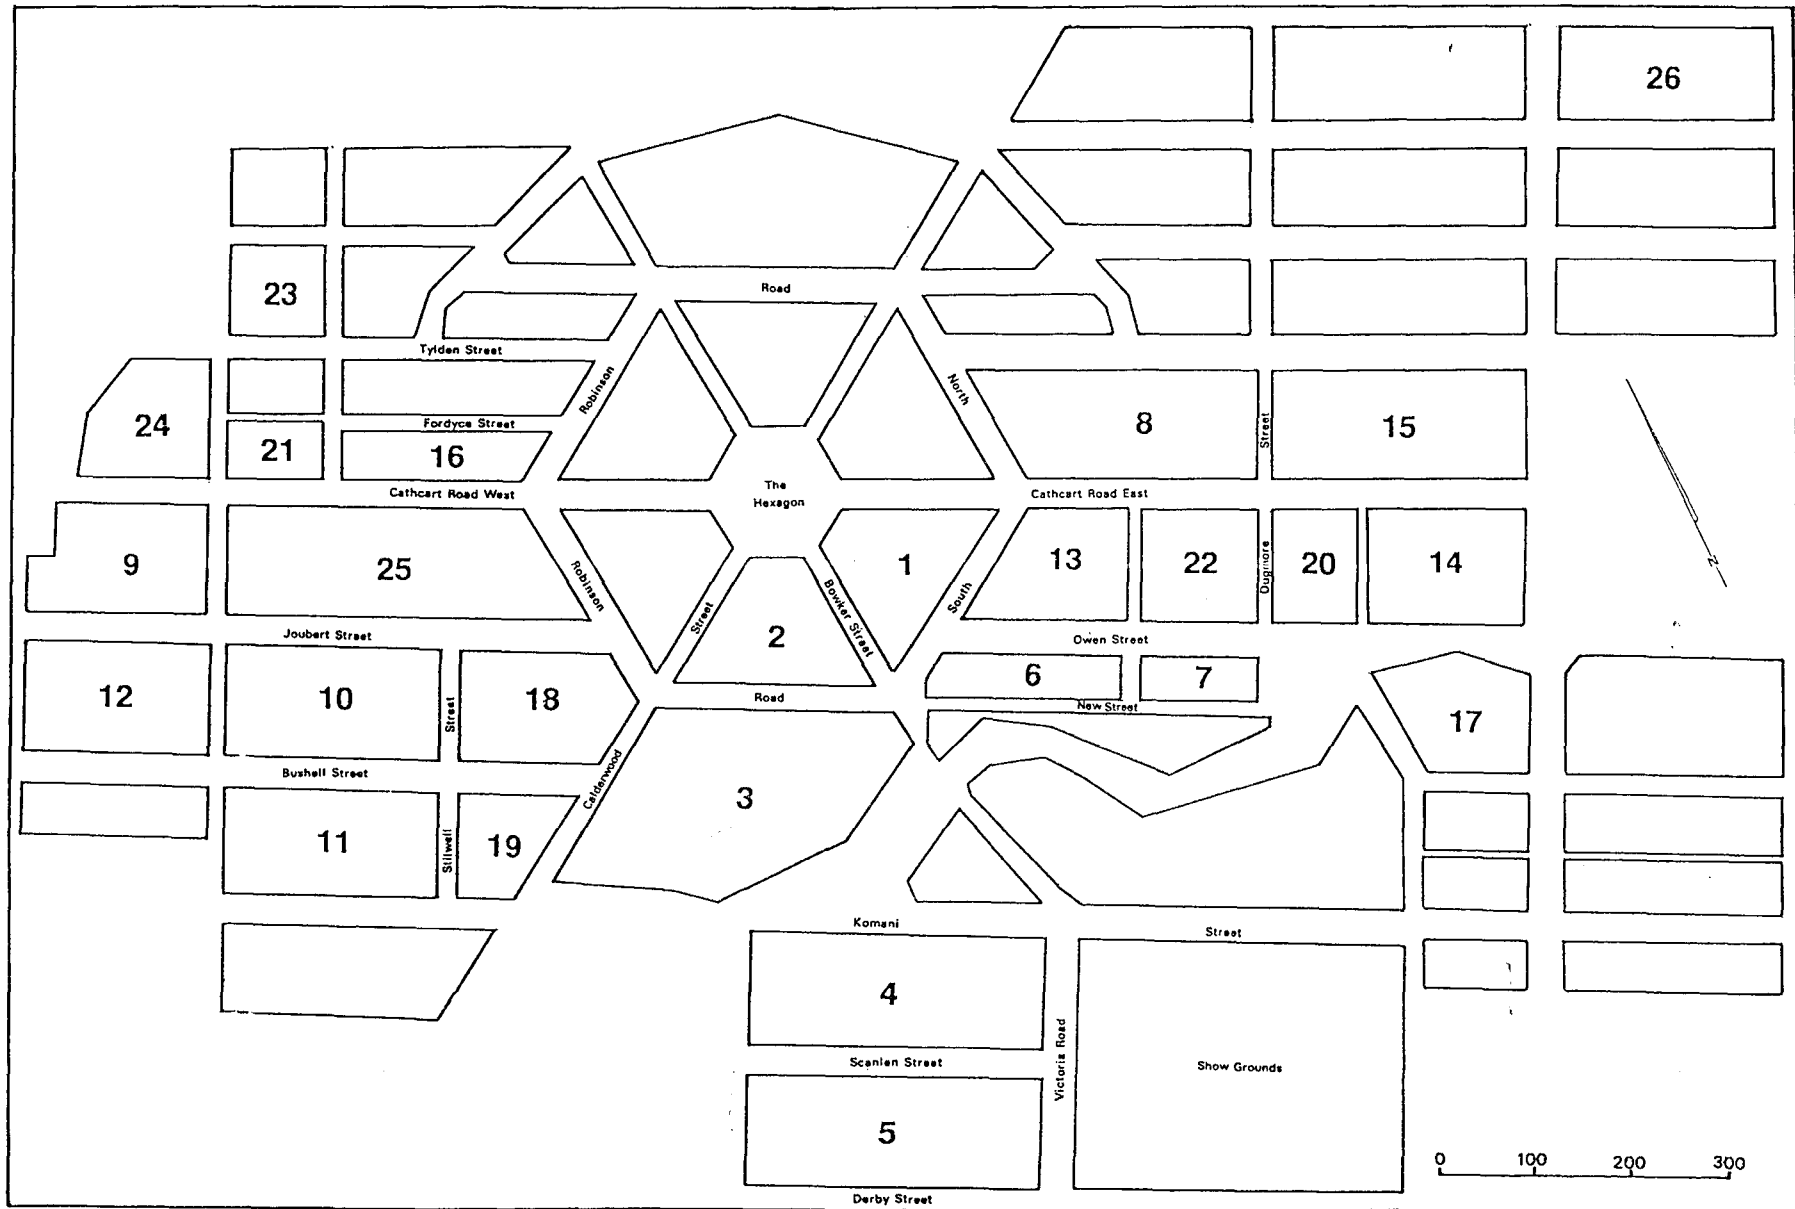 26
Road
23
Tylden Street
Robinson
North
24
Fordyce Street
21
16
8
Street
15
Cathcart Road West
The
Hexagon
Cathcart Road East
9
25
Robinson
Street
2
Bowker Street
1
South
13
22
Dugmore
20
14
N
Joubert Street
Owen Street
12
10
Street
18
Road
6
7
New Street
17
Bushell Street
Calderwood
3
11
Stilwell
19
Komani
Street
4
Scanlen Street
Victoria Road
Show Grounds
5
Derby Street
0 100 200 300